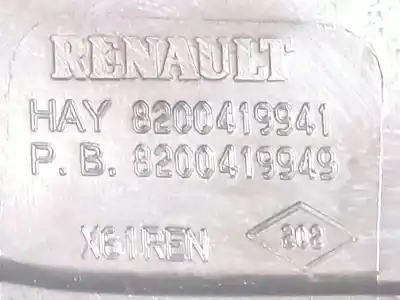 RENAULT
HAY 8200419941
P.B. 8200419949
X61REN
202